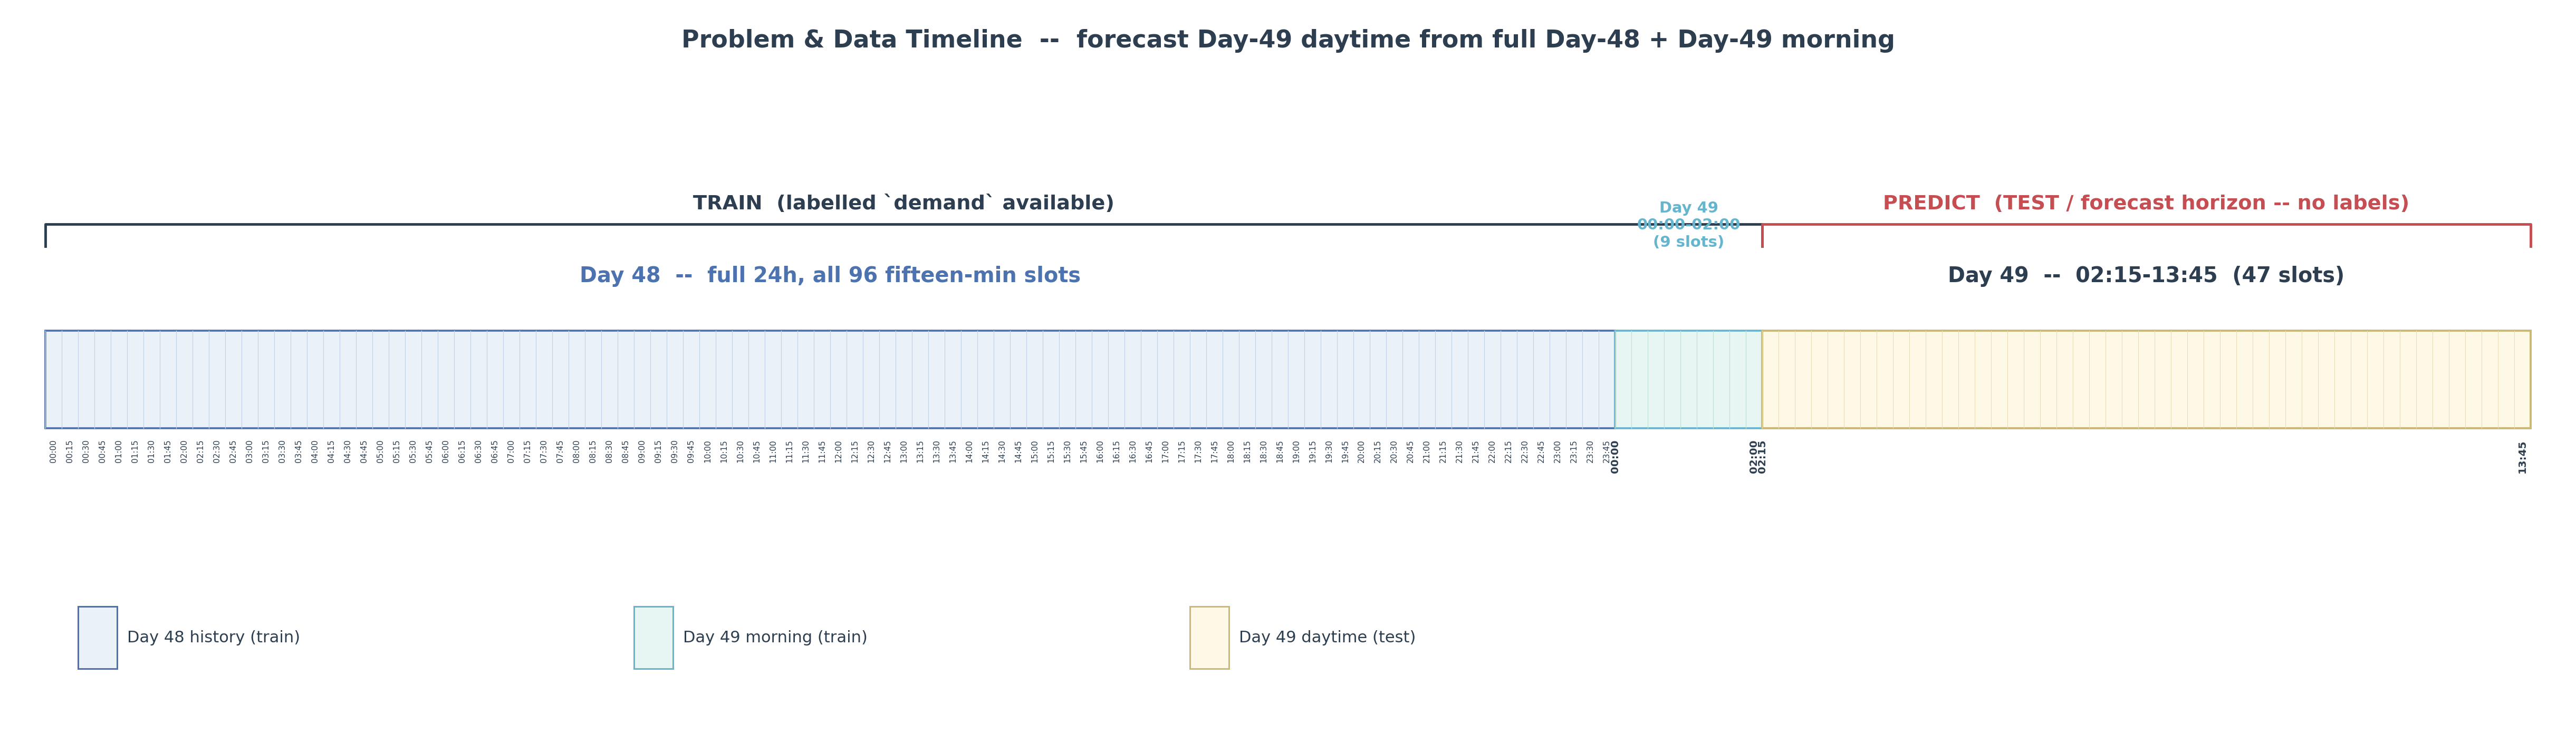 Problem & Data Timeline  --  forecast Day-49 daytime from full Day-48 + Day-49 morning
TRAIN  (labelled `demand` available)
Day 49
00:00-02:00
(9 slots)
PREDICT  (TEST / forecast horizon -- no labels)
Day 48  --  full 24h, all 96 fifteen-min slots
Day 49  --  02:15-13:45  (47 slots)
00:00 00:15 00:30 00:45 01:00 01:15 01:30 01:45 02:00 02:15 02:30 02:45 03:00 03:15 03:30 03:45 04:00 04:15 04:30 04:45 05:00 05:15 05:30 05:45 06:00 06:15 06:30 06:45 07:00 07:15 07:30 07:45 08:00 08:15 08:30 08:45 09:00 09:15 09:30 09:45 10:00 10:15 10:30 10:45 11:00 11:15 11:30 11:45 12:00 12:15 12:30 12:45 13:00 13:15 13:30 13:45 14:00 14:15 14:30 14:45 15:00 15:15 15:30 15:45 16:00 16:15 16:30 16:45 17:00 17:15 17:30 17:45 18:00 18:15 18:30 18:45 19:00 19:15 19:30 19:45 20:00 20:15 20:30 20:45 21:00 21:15 21:30 21:45 22:00 22:15 22:30 22:45 23:00 23:15 23:30 23:45 00:00 02:00 02:15 13:45
Day 48 history (train)
Day 49 morning (train)
Day 49 daytime (test)